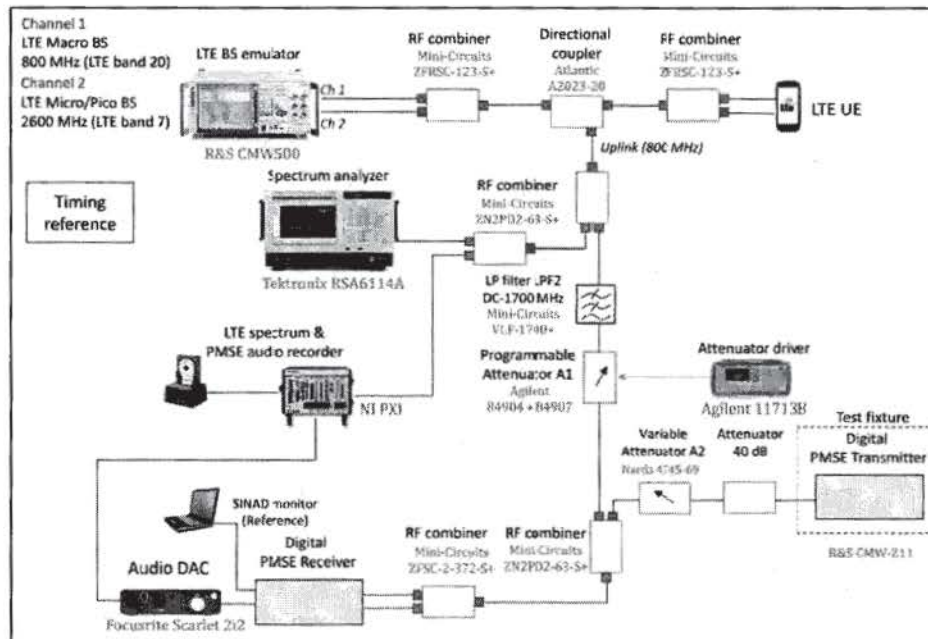 Channel 1
LTE Macro BS
800 MHz (LTE band 20)
Channel 2
LTE Micro/Pico BS
2600 MHz (LTE band 7)
LTE BS emulator
Ch 1
Ch 2
R&S CMW500
RF combiner
Mini-Circuits
ZFRSC-123-S+
Directional
coupler
Atlantic
A2023-20
RF combiner
Mini-Circuits
ZFRSC-123-S+
LTE UE
Uplink (800 MHz)
Timing
reference
Spectrum analyzer
Tektronix RSA6114A
RF combiner
Mini-Circuits
ZN2PD2-63-S+
LP filter LPF2
DC-1700 MHz
Mini-Circuits
VLF-1740+
LTE spectrum &
PMSE audio recorder
NI PXI
Programmable
Attenuator A1
Agilent
84904 + 84907
Attenuator driver
Agilent 11713B
Variable
Attenuator A2
Narda 4745-69
Attenuator
40 dB
Test fixture
Digital
PMSE Transmitter
R&S CMW-Z11
SINAD monitor
(Reference)
Digital
PMSE Receiver
RF combiner
Mini-Circuits
ZFSC-2-372-S+
RF combiner
Mini-Circuits
ZN2PD2-63-S+
Audio DAC
Focusrite Scarlet 2i2